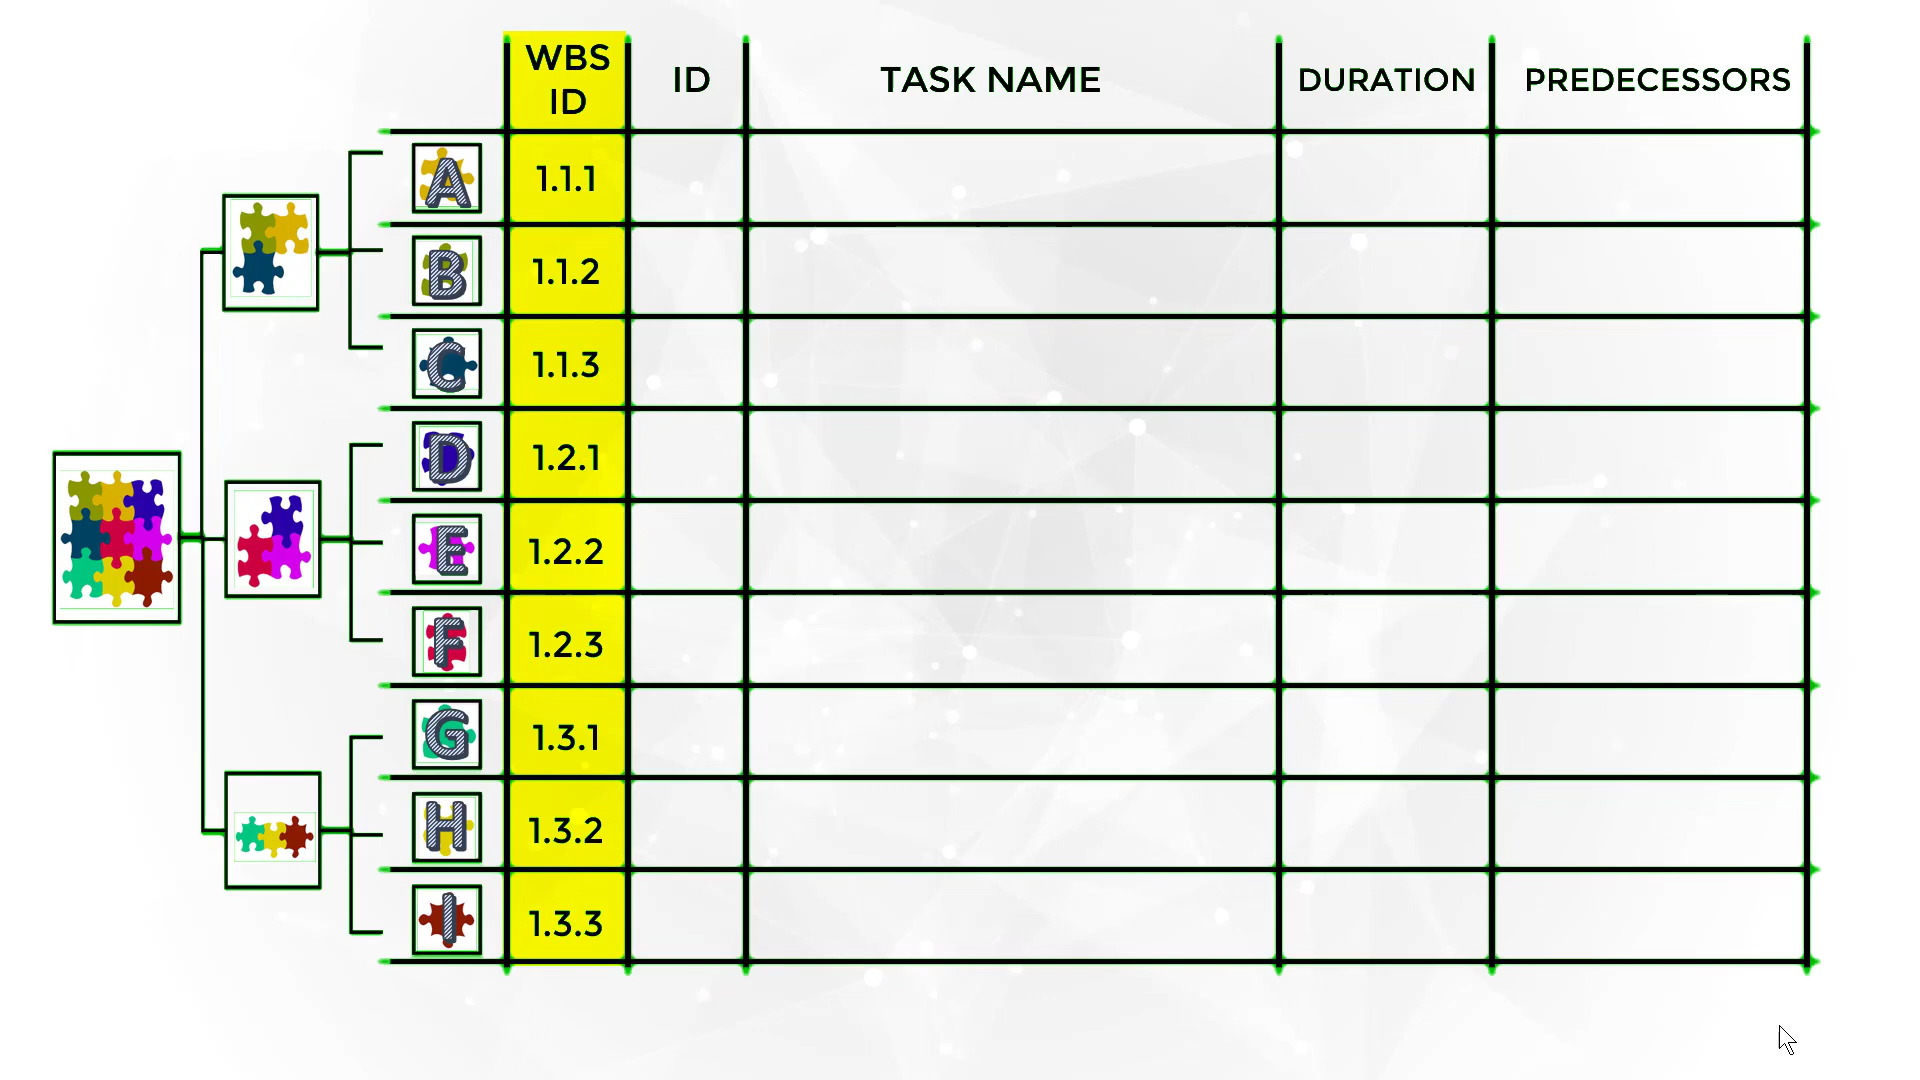 WBS ID
ID
TASK NAME
DURATION
PREDECESSORS
A 1.1.1
B 1.1.2
C 1.1.3
D 1.2.1
E 1.2.2
F 1.2.3
G 1.3.1
H 1.3.2
I 1.3.3